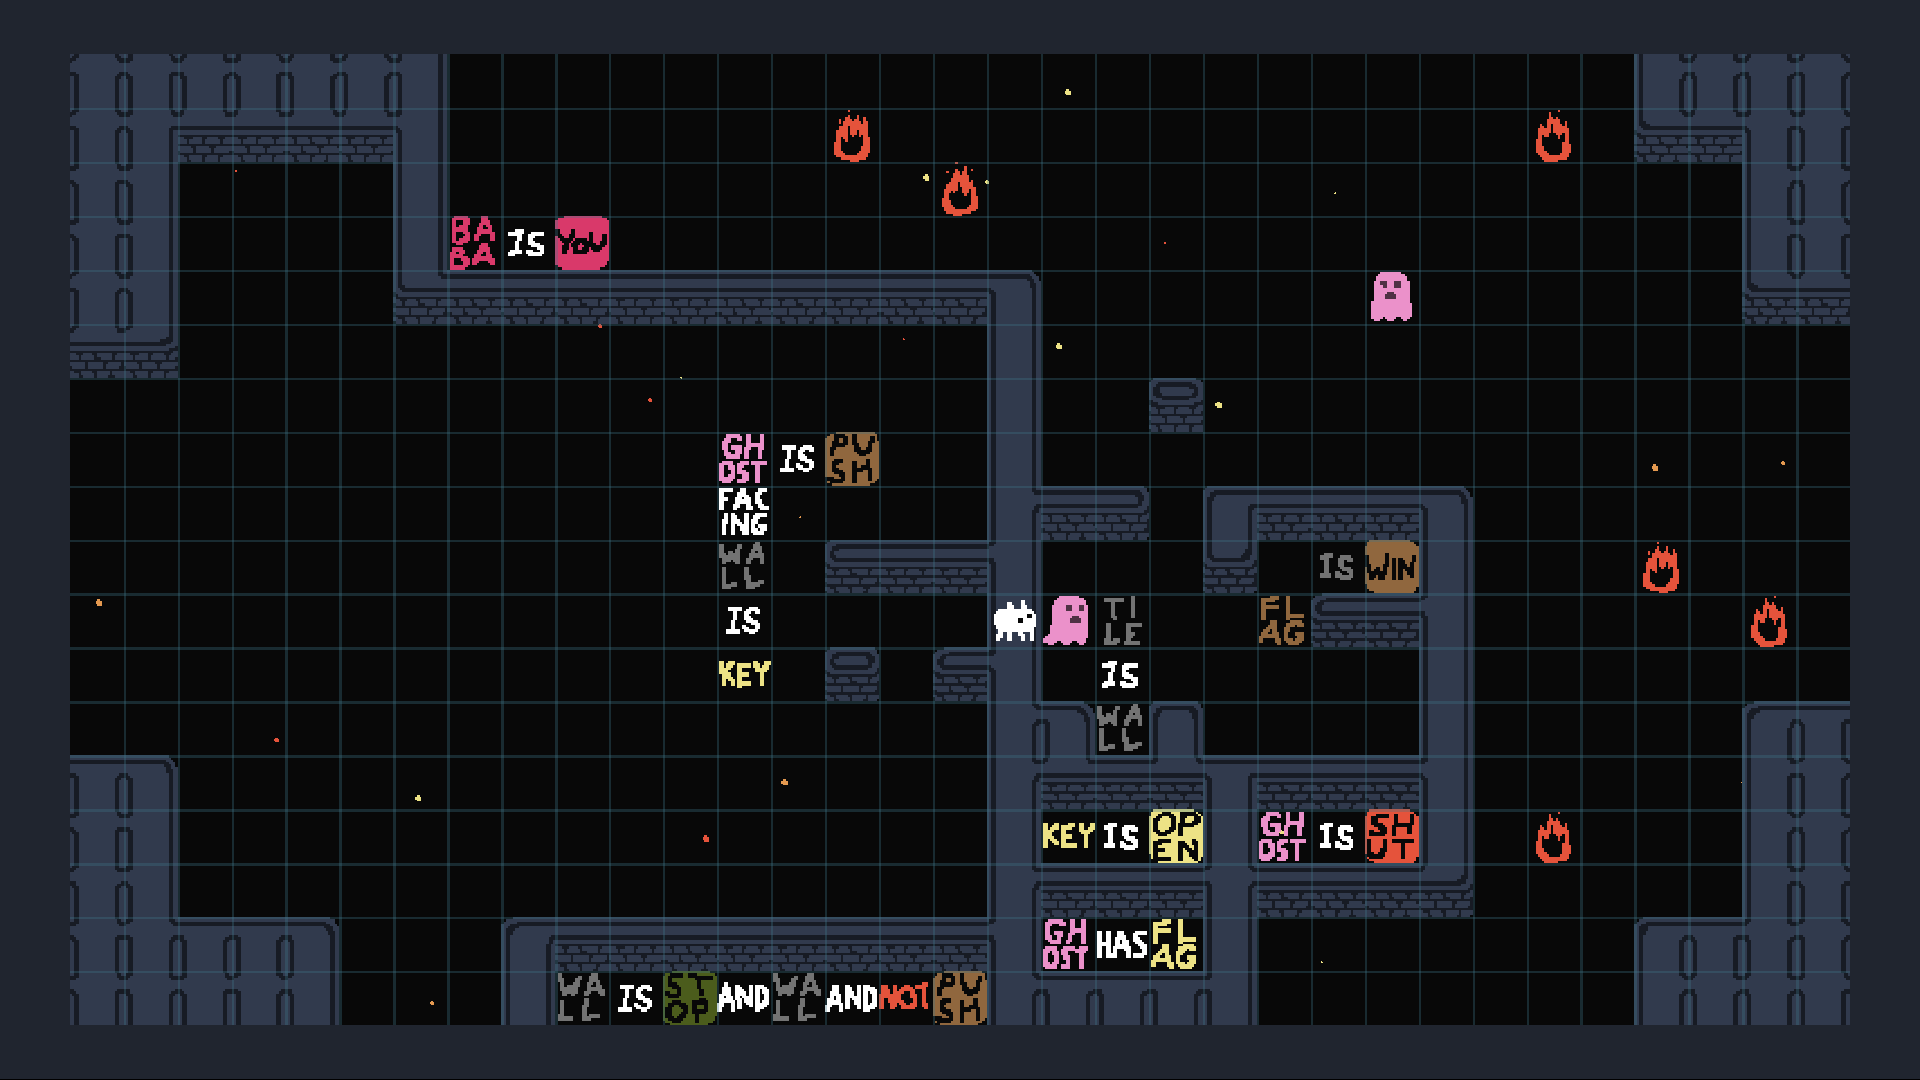 BABA IS YOU
GHOST IS PUSH
FACING
WALL
IS WIN
IS
TILE
FLAG
KEY
IS
WALL
KEY IS OPEN
GHOST IS SHUT
GHOST HAS FLAG
WALL IS STOP AND WALL AND NOT PUSH